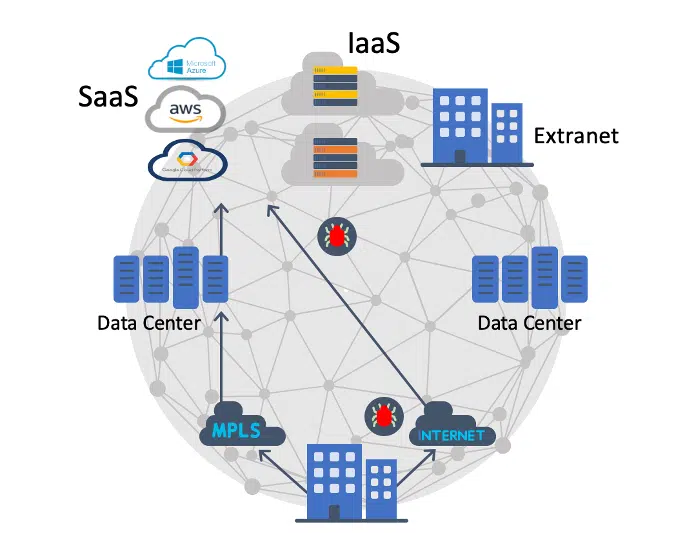 IaaS
Microsoft
Azure
SaaS
aws
Google Cloud Platform
Extranet
Data Center
Data Center
MPLS
INTERNET